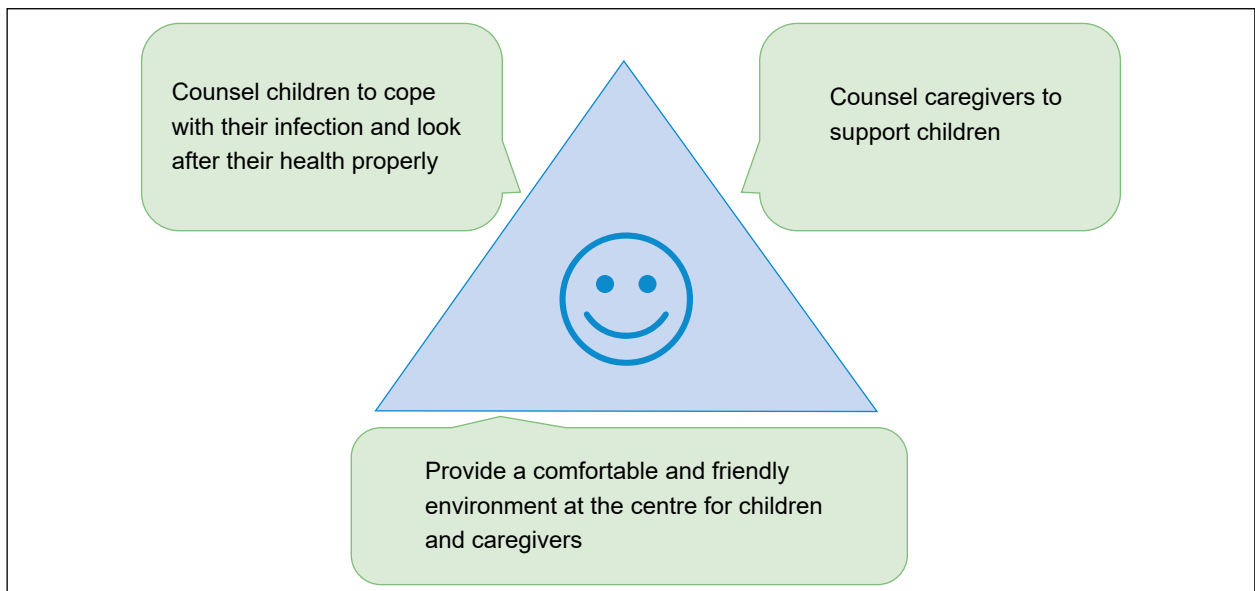 Counsel children to cope
with their infection and look
after their health properly
Counsel caregivers to
support children
Provide a comfortable and friendly
environment at the centre for children
and caregivers